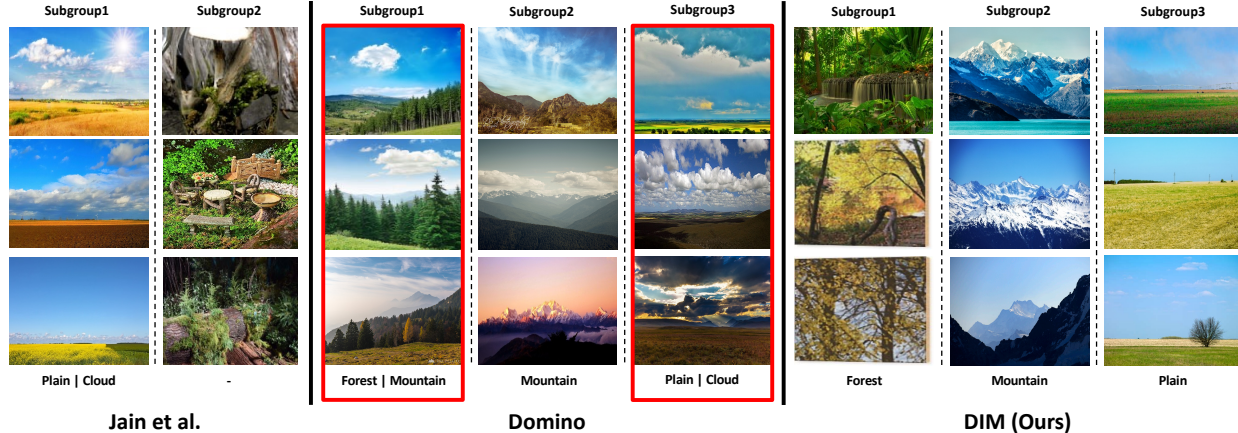 Subgroup1 Subgroup2 Subgroup1 Subgroup2 Subgroup3 Subgroup1 Subgroup2 Subgroup3
Plain | Cloud - Forest | Mountain Mountain Plain | Cloud Forest Mountain Plain
Jain et al. Domino DIM (Ours)